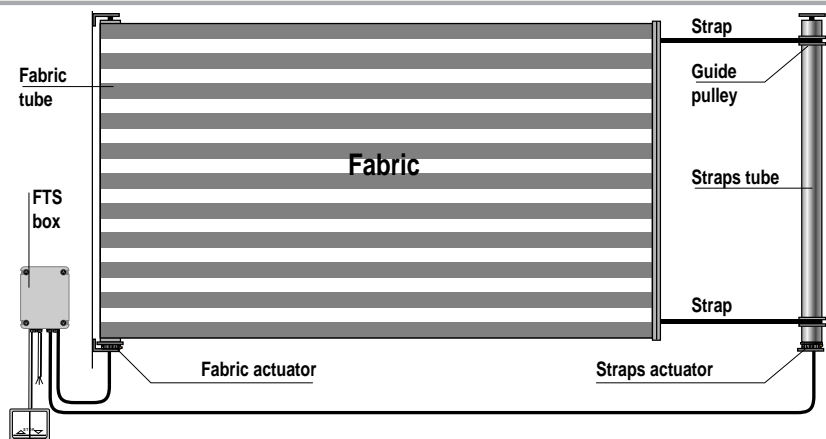 Strap
Guide
pulley
Fabric
tube
Fabric
Straps tube
FTS
box
Strap
Fabric actuator
Straps actuator